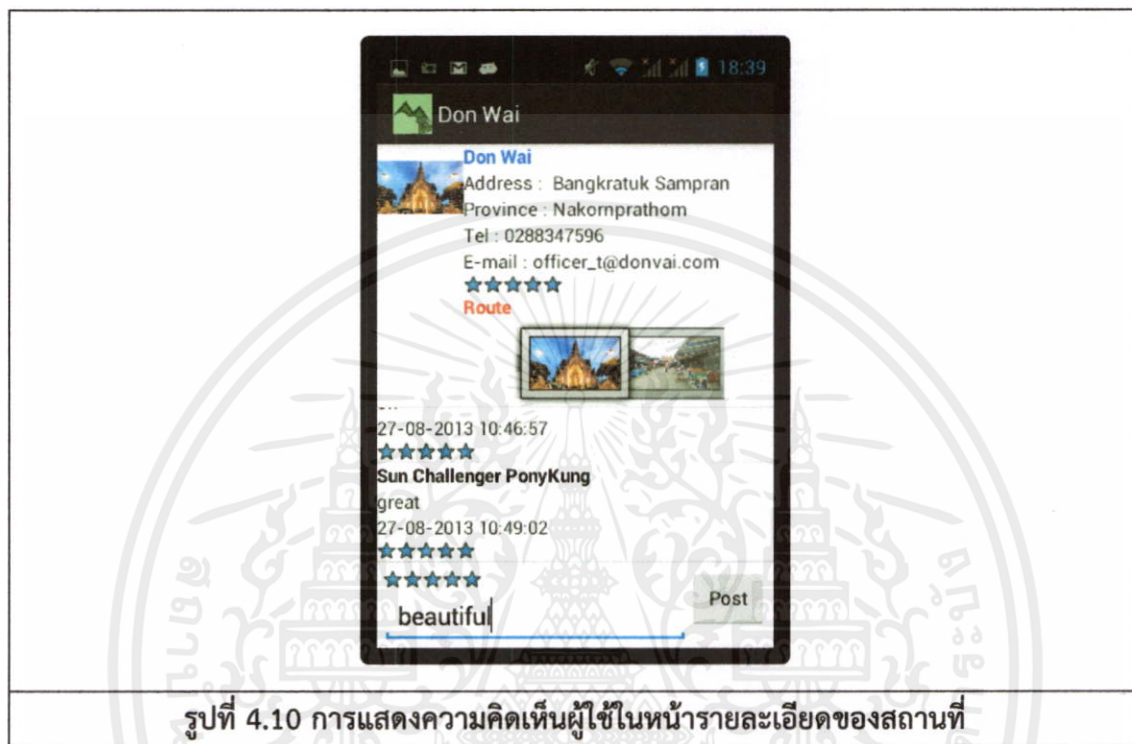 18:39
Don Wai
Don Wai
Address : Bangkratuk Sampran
Province : Nakornprathom
Tel : 0288347596
E-mail : officer_t@donvai.com
Route
27-08-2013 10:46:57
Sun Challenger PonyKung
great
27-08-2013 10:49:02
beautiful
Post
รูปที่ 4.10 การแสดงความคิดเห็นผู้ใช้ในหน้ารายละเอียดของสถานที่